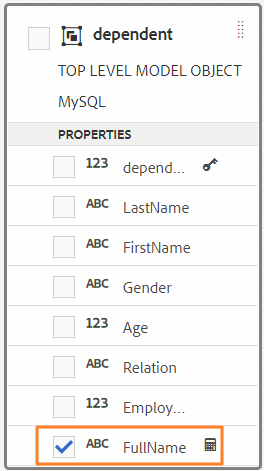 dependent
TOP LEVEL MODEL OBJECT
MySQL
PROPERTIES
123 depend...
ABC LastName
ABC FirstName
ABC Gender
123 Age
ABC Relation
123 Employ...
ABC FullName